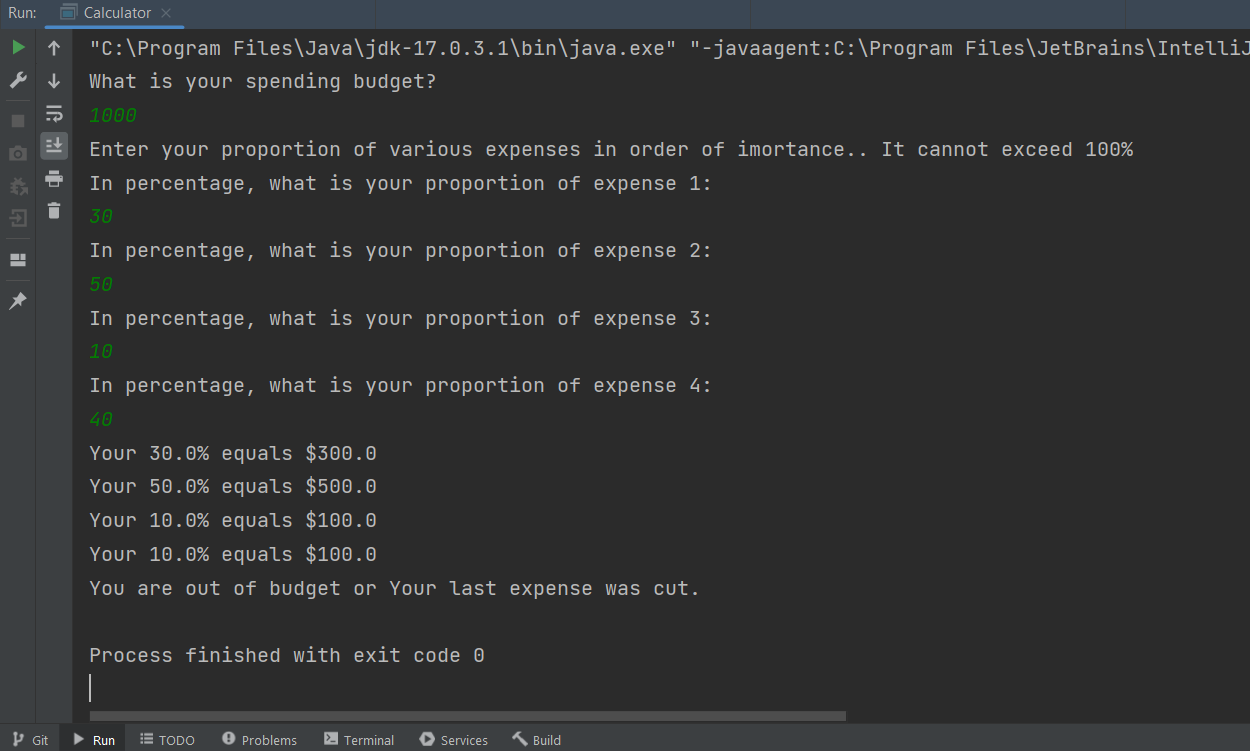 Run: Calculator
"C:\Program Files\Java\jdk-17.0.3.1\bin\java.exe" "-javaagent:C:\Program Files\JetBrains\IntelliJ
What is your spending budget?
1000
Enter your proportion of various expenses in order of imortance.. It cannot exceed 100%
In percentage, what is your proportion of expense 1:
30
In percentage, what is your proportion of expense 2:
50
In percentage, what is your proportion of expense 3:
10
In percentage, what is your proportion of expense 4:
40
Your 30.0% equals $300.0
Your 50.0% equals $500.0
Your 10.0% equals $100.0
Your 10.0% equals $100.0
You are out of budget or Your last expense was cut.
Process finished with exit code 0
Git Run TODO Problems Terminal Services Build